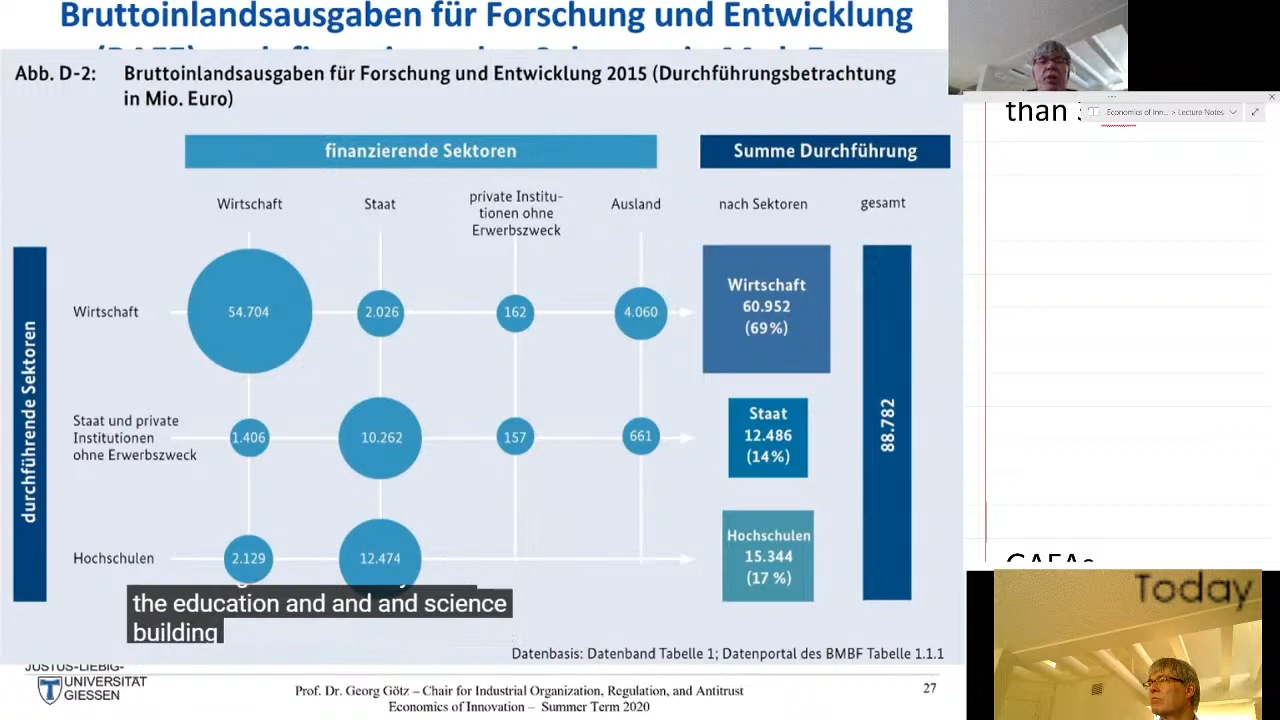 Bruttoinlandsausgaben für Forschung und Entwicklung
Abb. D-2: Bruttoinlandsausgaben für Forschung und Entwicklung 2015 (Durchführungsbetrachtung
in Mio. Euro)
finanzierende Sektoren
Summe Durchführung
Wirtschaft
Staat
private Institu-
tionen ohne
Erwerbszweck
Ausland
nach Sektoren
gesamt
durchführende Sektoren
Wirtschaft
54.704
2.026
162
4.060
Wirtschaft
60.952
(69%)
Staat und private
Institutionen
ohne Erwerbszweck
1.406
10.262
157
661
Staat
12.486
(14%)
88.782
Hochschulen
2.129
12.474
Hochschulen
15.344
(17 %)
the education and and and science
building
Datenbasis: Datenband Tabelle 1; Datenportal des BMBF Tabelle 1.1.1
JUSTUS-LIEBIG-
UNIVERSITAT
GIESSEN
Prof. Dr. Georg Götz – Chair for Industrial Organization, Regulation, and Antitrust
Economics of Innovation – Summer Term 2020
27
than
Economics of Inn... > Lecture Notes
GAFAs
Today